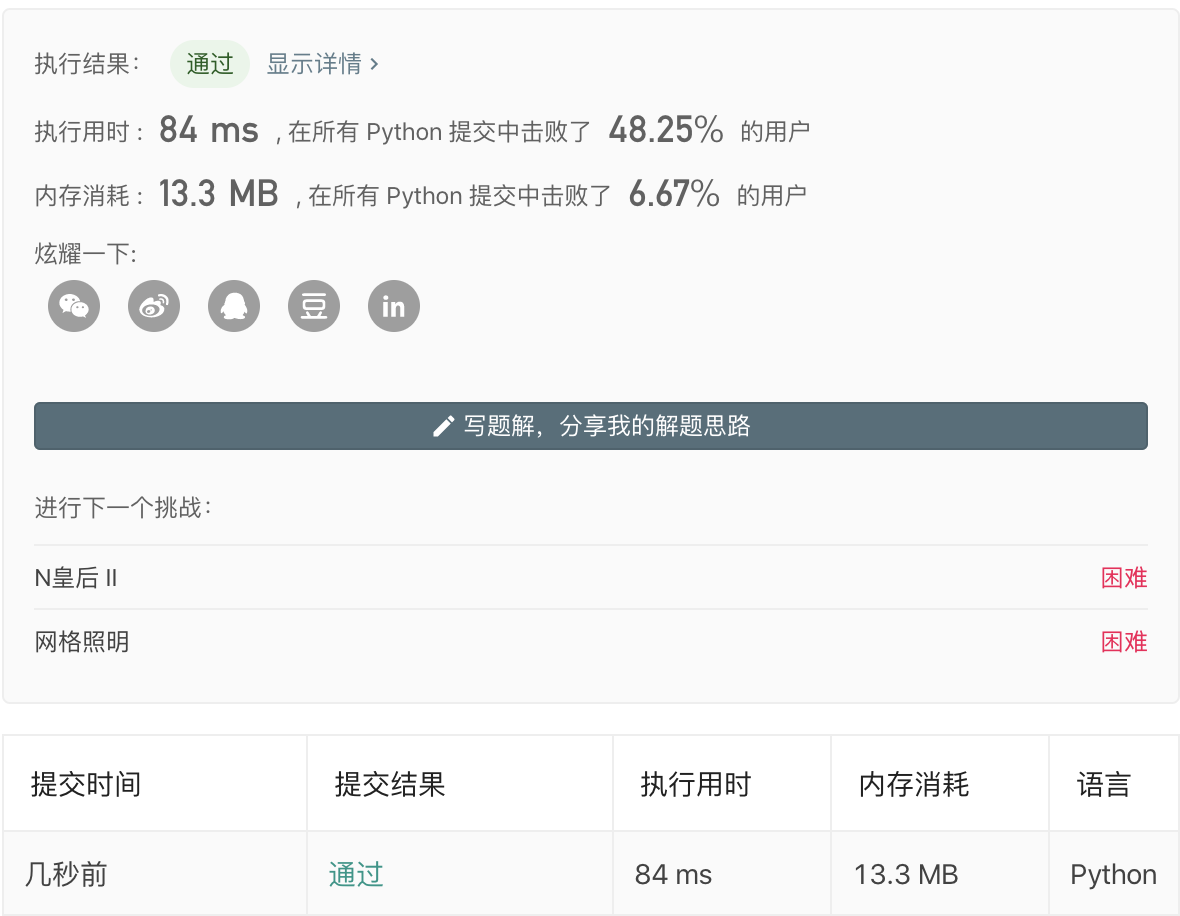 执行结果： 通过 显示详情 ›
执行用时 : 84 ms , 在所有 Python 提交中击败了 48.25% 的用户
内存消耗 : 13.3 MB , 在所有 Python 提交中击败了 6.67% 的用户
炫耀一下:
豆 in
写题解，分享我的解题思路
进行下一个挑战：
N皇后 II 困难
网格照明 困难
提交时间 提交结果 执行用时 内存消耗 语言
几秒前 通过 84 ms 13.3 MB Python